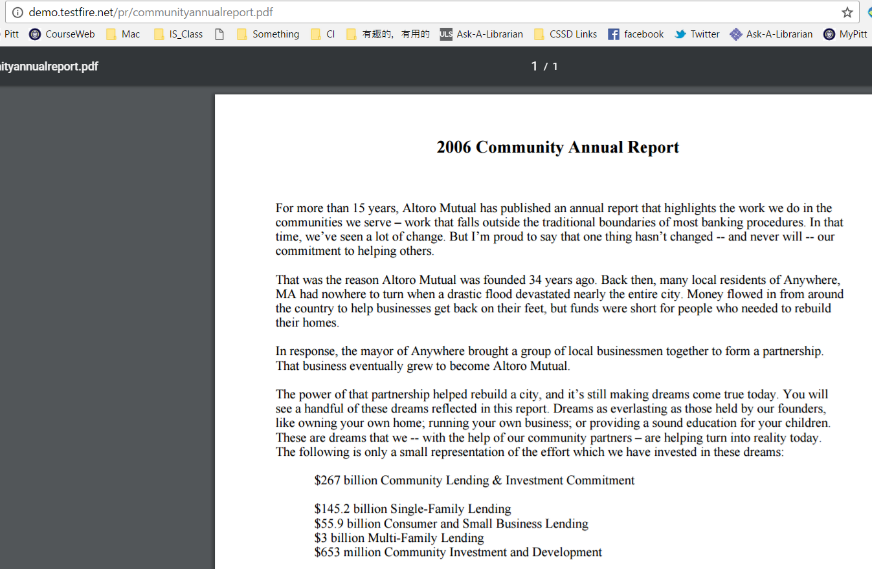 demo.testfire.net/pr/communityannualreport.pdf
Pitt CourseWeb Mac IS_Class Something CI 有趣的，有用的 ULS Ask-A-Librarian CSSD Links facebook Twitter Ask-A-Librarian MyPitt
ityannualreport.pdf 1 / 1
2006 Community Annual Report
For more than 15 years, Altoro Mutual has published an annual report that highlights the work we do in the
communities we serve – work that falls outside the traditional boundaries of most banking procedures. In that
time, we’ve seen a lot of change. But I’m proud to say that one thing hasn’t changed -- and never will -- our
commitment to helping others.
That was the reason Altoro Mutual was founded 34 years ago. Back then, many local residents of Anywhere,
MA had nowhere to turn when a drastic flood devastated nearly the entire city. Money flowed in from around
the country to help businesses get back on their feet, but funds were short for people who needed to rebuild
their homes.
In response, the mayor of Anywhere brought a group of local businessmen together to form a partnership.
That business eventually grew to become Altoro Mutual.
The power of that partnership helped rebuild a city, and it’s still making dreams come true today. You will
see a handful of these dreams reflected in this report. Dreams as everlasting as those held by our founders,
like owning your own home; running your own business; or providing a sound education for your children.
These are dreams that we -- with the help of our community partners – are helping turn into reality today.
The following is only a small representation of the effort which we have invested in these dreams:
$267 billion Community Lending & Investment Commitment
$145.2 billion Single-Family Lending
$55.9 billion Consumer and Small Business Lending
$3 billion Multi-Family Lending
$653 million Community Investment and Development